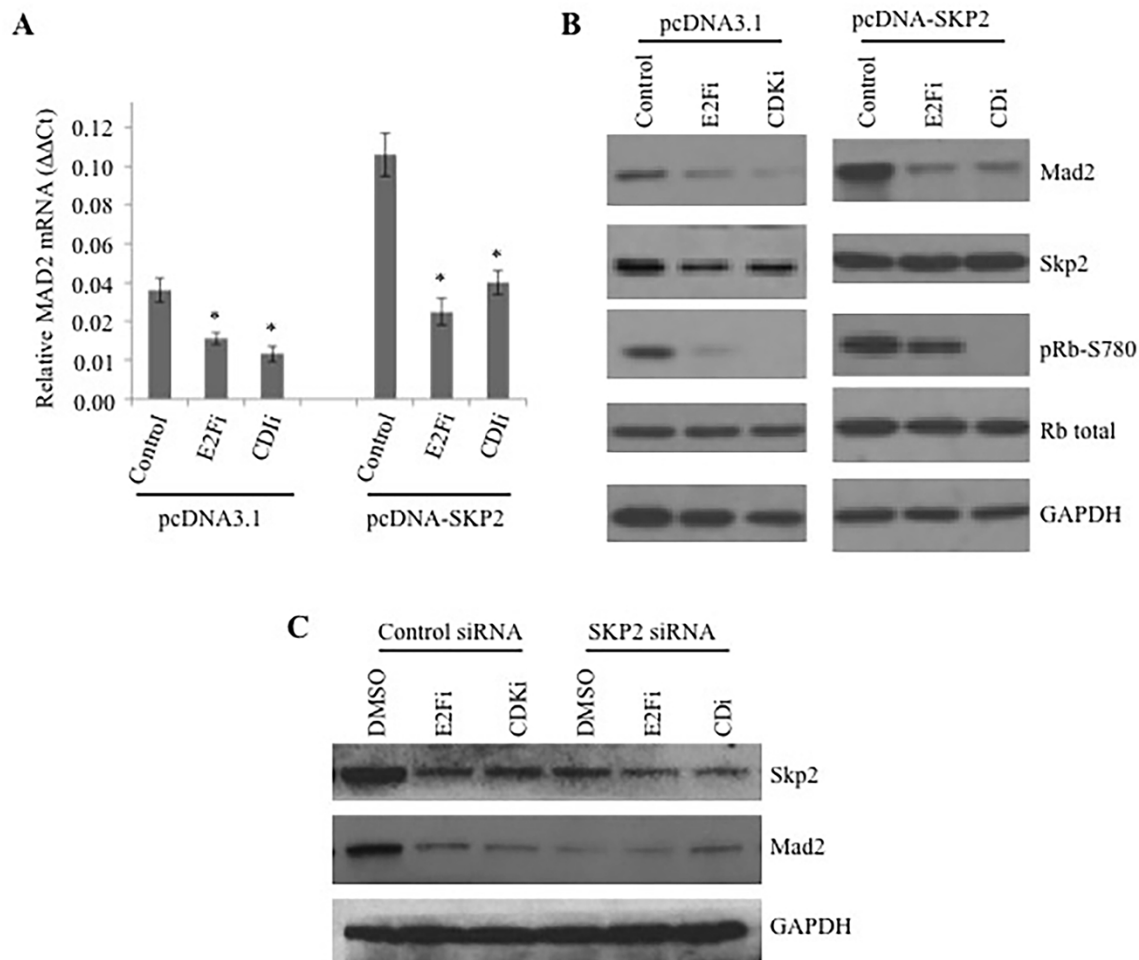 A
Relative MAD2 mRNA (ΔΔCt)
0.12
0.10
0.08
0.06
0.04
0.02
0.01
0.00
* * * *
Control E2Fi CDIi Control E2Fi CDIi
pcDNA3.1 pcDNA-SKP2
B
pcDNA3.1 pcDNA-SKP2
Control E2Fi CDKi Control E2Fi CDi
Mad2
Skp2
pRb-S780
Rb total
GAPDH
C
Control siRNA SKP2 siRNA
DMSO E2Fi CDKi DMSO E2Fi CDi
Skp2
Mad2
GAPDH